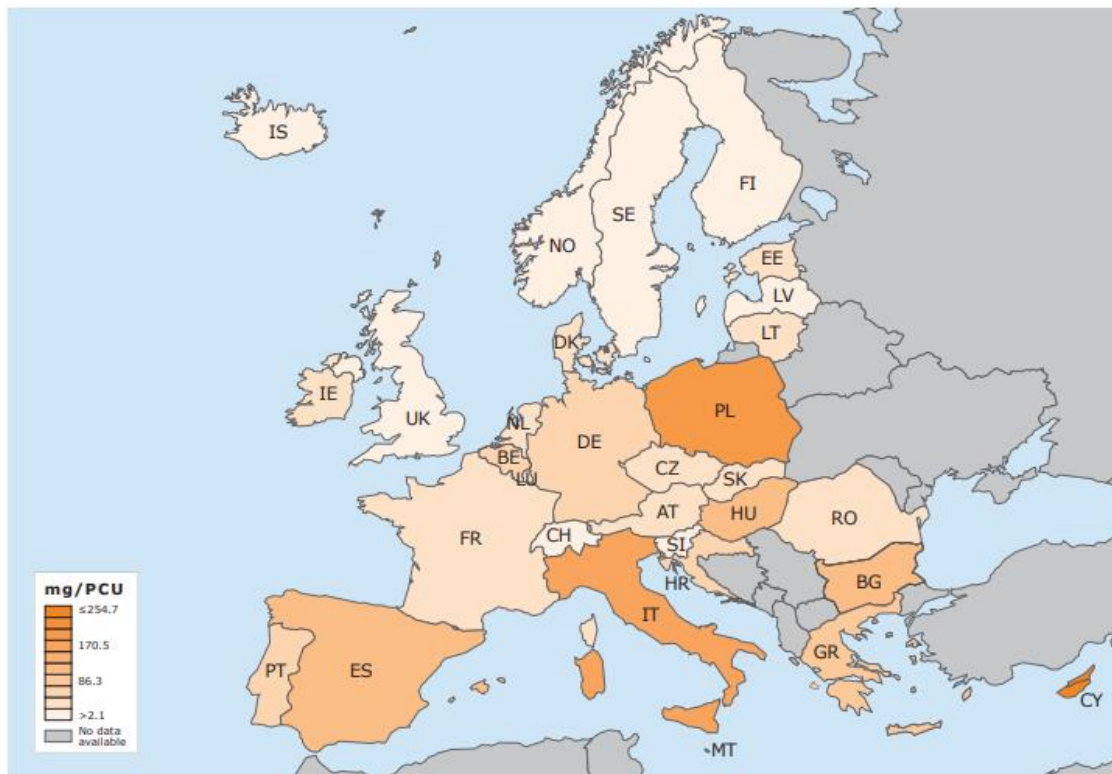 IS
FI
SE
NO
EE
LV
LT
DK
IE
UK
NL
PL
DE
BE
LU
CZ
SK
AT
HU
RO
FR
CH
SI
HR
BG
IT
PT
ES
GR
CY
MT
mg/PCU
≤254.7
170.5
86.3
>2.1
No data
available